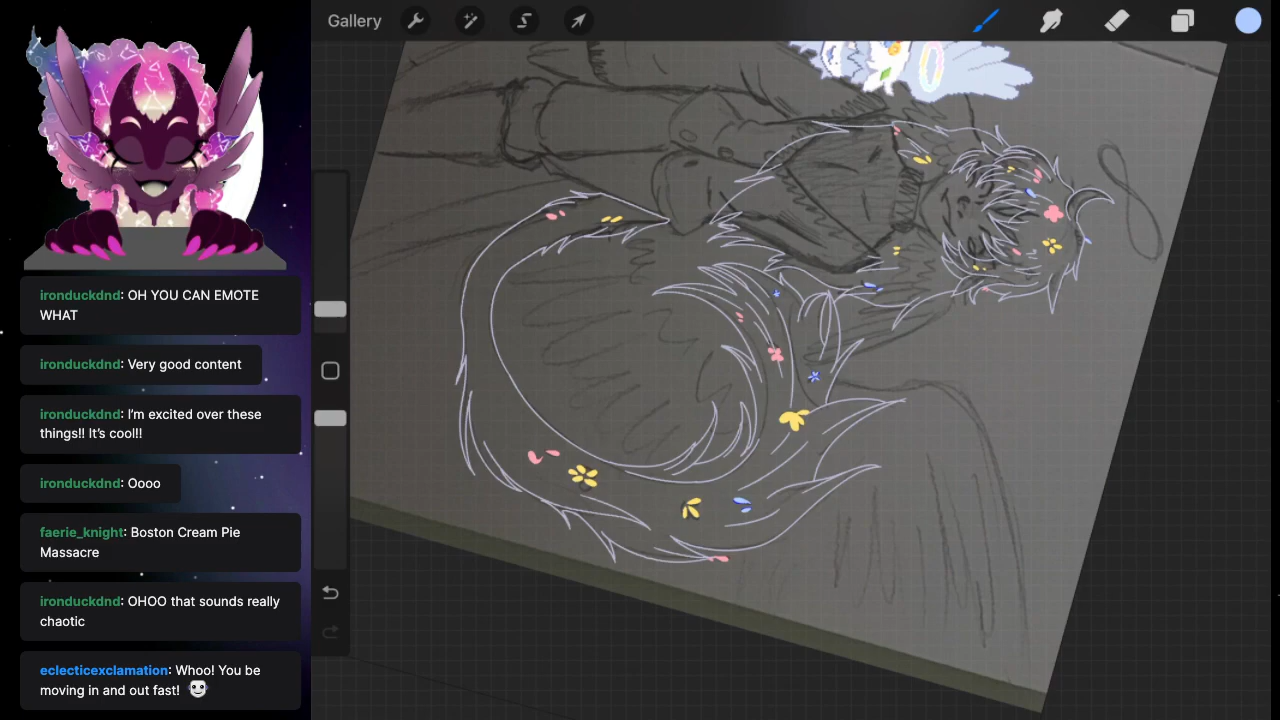 Gallery
ironduckdnd: OH YOU CAN EMOTE
WHAT
ironduckdnd: Very good content
ironduckdnd: I'm excited over these
things!! It's cool!!
ironduckdnd: Oooo
faerie_knight: Boston Cream Pie
Massacre
ironduckdnd: OHOO that sounds really
chaotic
eclecticexclamation: Whoo! You be
moving in and out fast!